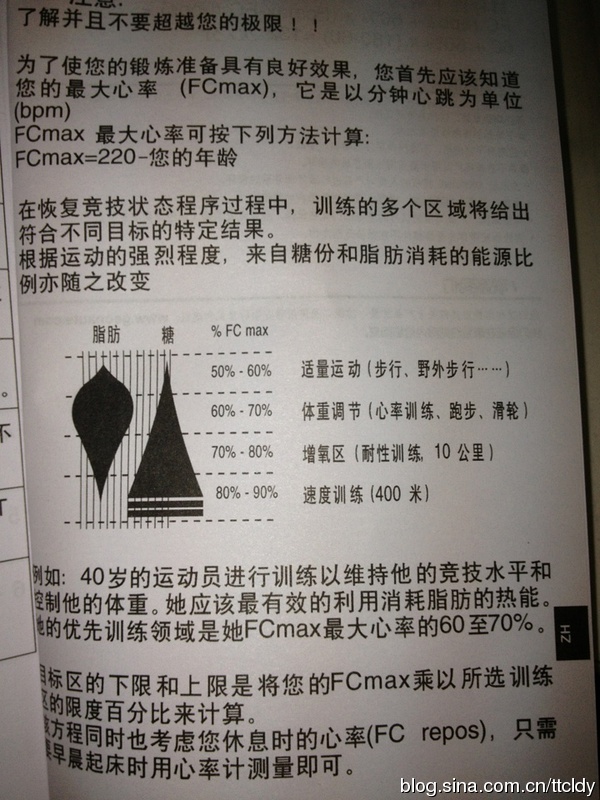 注意:
了解并且不要超越您的极限！！
为了使您的锻炼准备具有良好效果，您首先应该知道
您的最大心率 (FCmax)，它是以分钟心跳为单位
(bpm)
FCmax 最大心率可按下列方法计算:
FCmax=220-您的年龄
在恢复竞技状态程序过程中，训练的多个区域将给出
符合不同目标的特定结果。
根据运动的强烈程度，来自糖份和脂肪消耗的能源比
例亦随之改变
脂肪 糖 % FC max
50% - 60% 适量运动 (步行、野外步行……)
60% - 70% 体重调节 (心率训练、跑步、滑轮)
70% - 80% 增氧区 (耐性训练, 10 公里)
80% - 90% 速度训练 (400 米)
例如: 40岁的运动员进行训练以维持他的竞技水平和
控制他的体重。她应该最有效的利用消耗脂肪的热能。
她的优先训练领域是她FCmax最大心率的60至70%。
目标区的下限和上限是将您的FCmax乘以所选训练
区的限度百分比来计算。
方程同时也考虑您休息时的心率(FC repos)，只需
早晨起床时用心率计测量即可。
HZ
blog.sina.com.cn/ttcldy